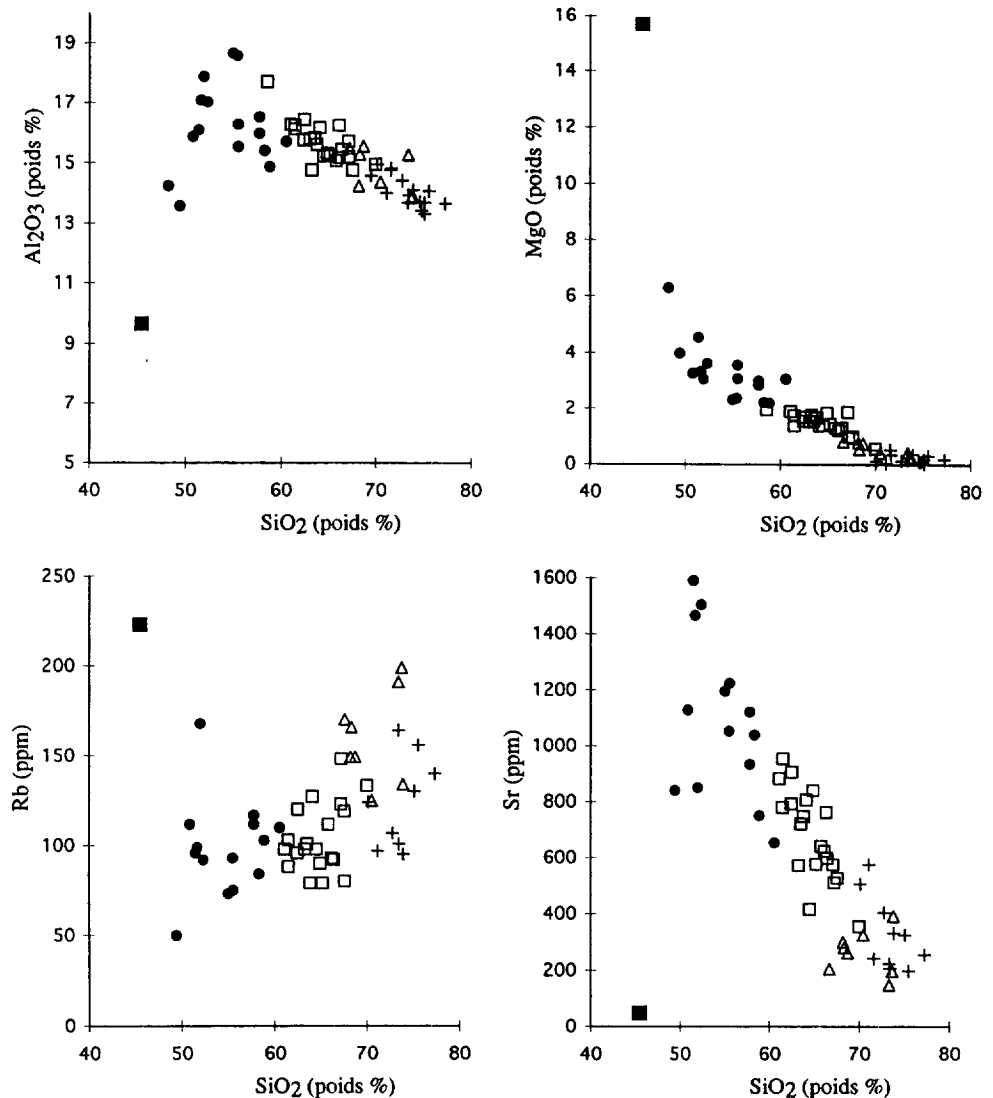 Al₂O₃ (poids %)
19
17
15
13
11
9
7
5
40 50 60 70 80
SiO₂ (poids %)
MgO (poids %)
16
14
12
10
8
6
4
2
0
40 50 60 70 80
SiO₂ (poids %)
Rb (ppm)
250
200
150
100
50
0
40 50 60 70 80
SiO₂ (poids %)
Sr (ppm)
1600
1400
1200
1000
800
600
400
200
0
40 50 60 70 80
SiO₂ (poids %)